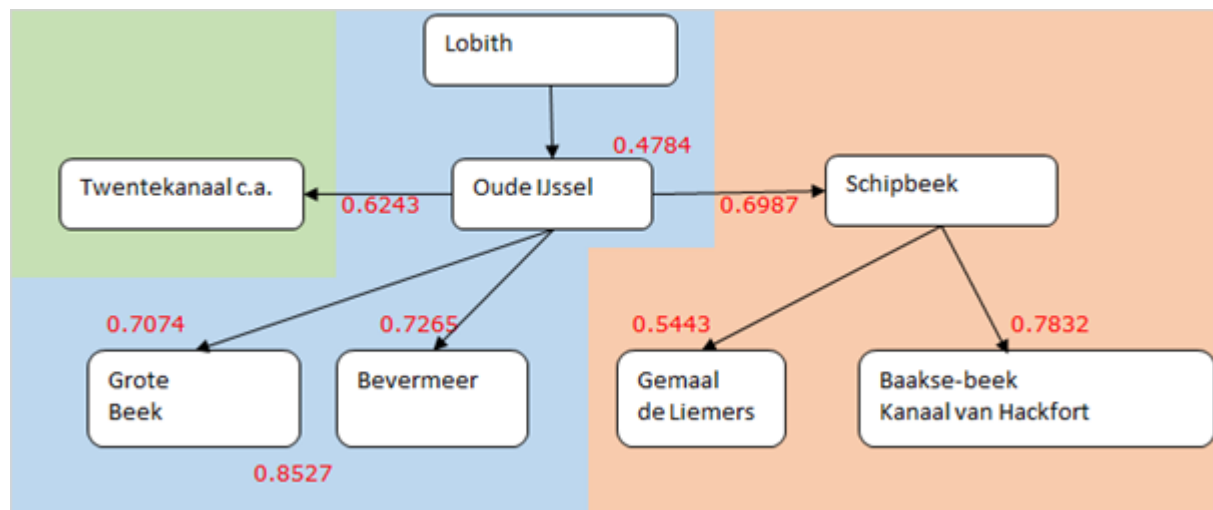 Lobith
0.4784
Twentekanaal c.a.
0.6243
Oude IJssel
0.6987
Schipbeek
0.7074
0.7265
0.5443
0.7832
Grote
Beek
Bevermeer
Gemaal
de Liemers
Baakse-beek
Kanaal van Hackfort
0.8527